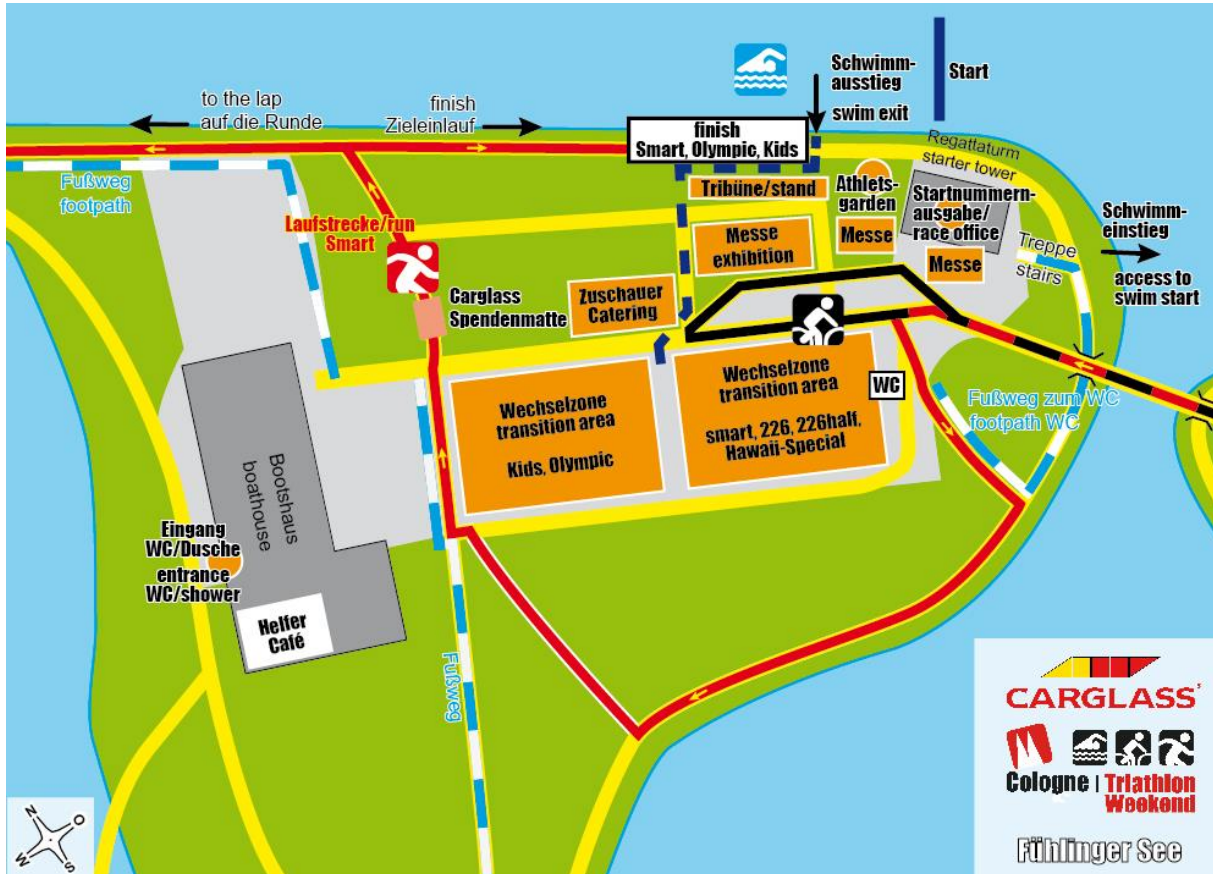 Schwimm-
ausstieg
swim exit
Start
to the lap
auf die Runde
finish
Zieleinlauf
finish
Smart, Olympic, Kids
Regattaturm
starter tower
Fußweg
footpath
Tribüne/stand
Athlets-
garden
Startnummern-
ausgabe/
race office
Schwimm-
einstieg
access to
swim start
Laufstrecke/run
Smart
Messe
exhibition
Messe
Messe
Treppe
stairs
Carglass
Spendenmatte
Zuschauer
Catering
Wechselzone
transition area
Kids, Olympic
Wechselzone
transition area
smart, 226, 226half,
Hawaii-Special
WC
Fußweg zum WC
footpath WC
Bootshaus
boathouse
Eingang
WC/Dusche
entrance
WC/shower
Helfer
Café
Fußweg
CARGLASS'
Cologne | Triathlon
Weekend
Fühlinger See
N
O
W
S